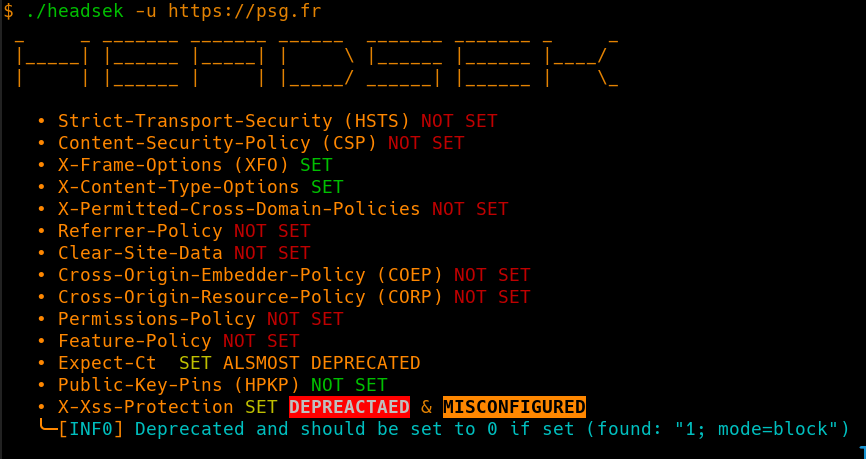 $ ./headsek -u https://psg.fr
HEADSEK
• Strict-Transport-Security (HSTS) NOT SET
• Content-Security-Policy (CSP) NOT SET
• X-Frame-Options (XFO) SET
• X-Content-Type-Options SET
• X-Permitted-Cross-Domain-Policies NOT SET
• Referrer-Policy NOT SET
• Clear-Site-Data NOT SET
• Cross-Origin-Embedder-Policy (COEP) NOT SET
• Cross-Origin-Resource-Policy (CORP) NOT SET
• Permissions-Policy NOT SET
• Feature-Policy NOT SET
• Expect-Ct  SET ALSMOST DEPRECATED
• Public-Key-Pins (HPKP) NOT SET
• X-Xss-Protection SET DEPREACTAED & MISCONFIGURED
╰─[INFO] Deprecated and should be set to 0 if set (found: "1; mode=block")